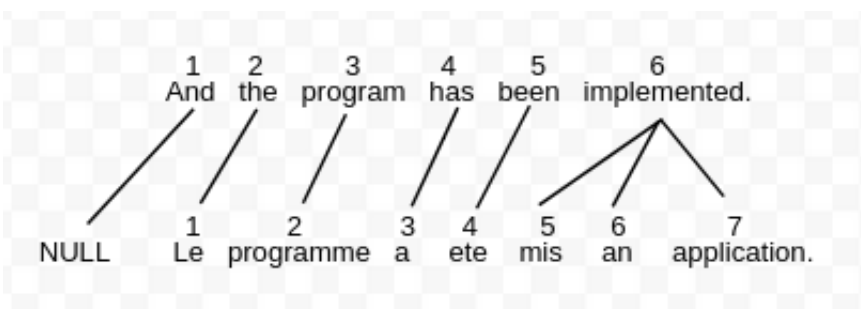 1 2 3 4 5 6
And the program has been implemented.
1 2 3 4 5 6 7
NULL Le programme a ete mis an application.